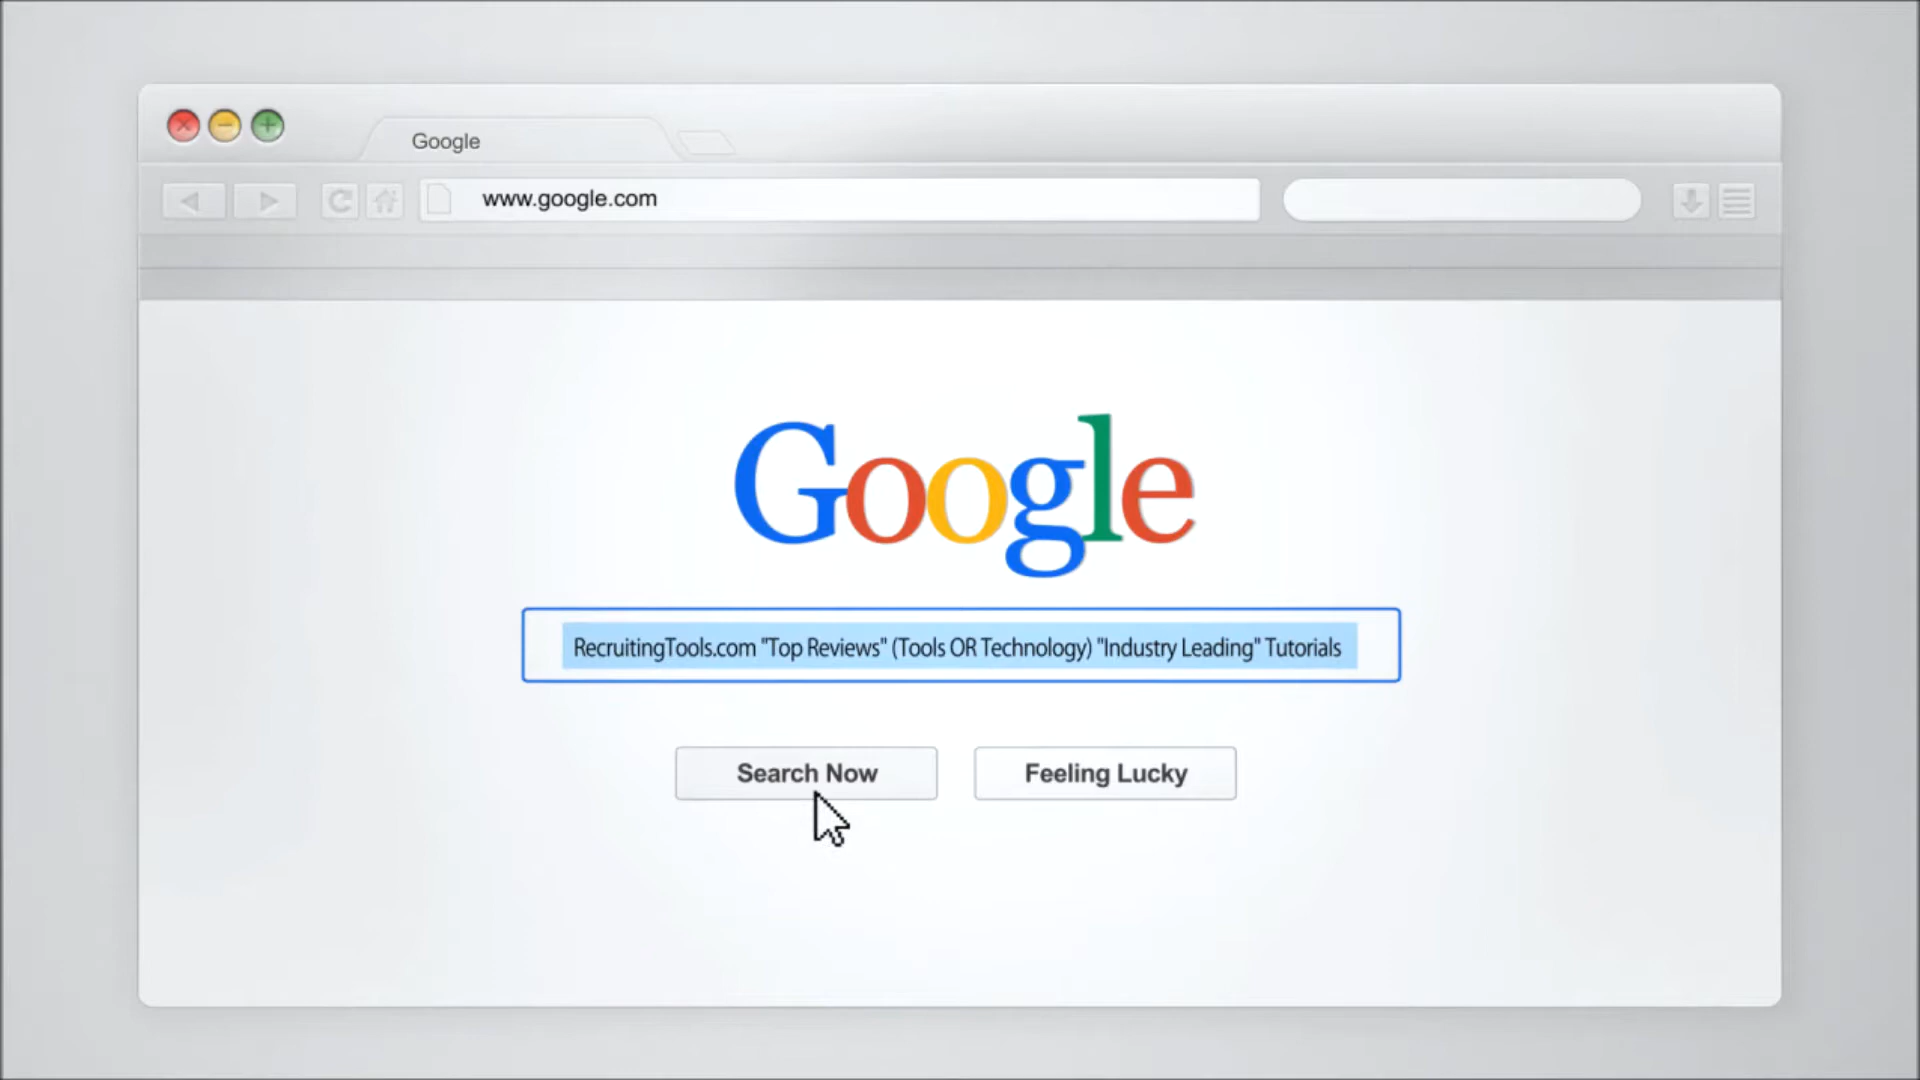 Google
www.google.com
Google
RecruitingTools.com "Top Reviews" (Tools OR Technology) "Industry Leading" Tutorials
Search Now
Feeling Lucky